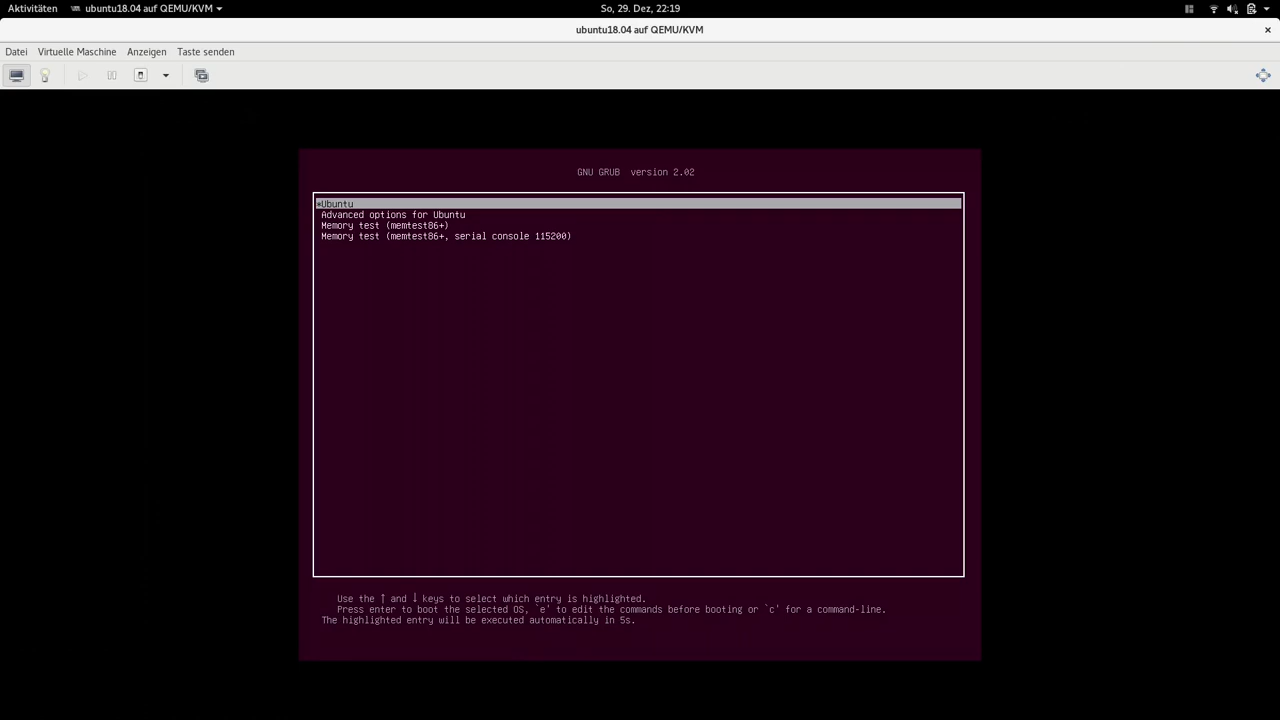 Aktivitäten ubuntu18.04 auf QEMU/KVM So, 29. Dez, 22:19
ubuntu18.04 auf QEMU/KVM ×
Datei Virtuelle Maschine Anzeigen Taste senden
GNU GRUB version 2.02
*Ubuntu
Advanced options for Ubuntu
Memory test (memtest86+)
Memory test (memtest86+, serial console 115200)
Use the ↑ and ↓ keys to select which entry is highlighted.
Press enter to boot the selected OS, `e' to edit the commands before booting or `c' for a command-line.
The highlighted entry will be executed automatically in 5s.